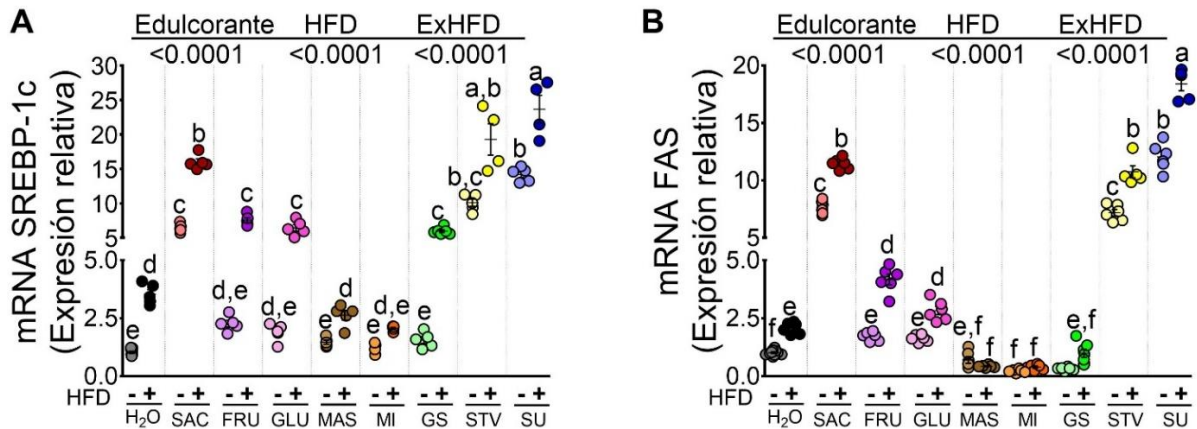 A
Edulcorante HFD ExHFD
<0.0001 <0.0001 <0.0001
mRNA SREBP-1c
(Expresión relativa)
30
25
20
15
10
5
5.0
2.5
0.0
e d c b d,e c d,e c e d e d e c b,c a,b b a
HFD - + - + - + - + - + - + - + - + - +
H₂O SAC FRU GLU MAS MI GS STV SU
B
Edulcorante HFD ExHFD
<0.0001 <0.0001 <0.0001
mRNA FAS
(Expresión relativa)
20
15
10
5
5.0
2.5
0.0
f e c b e d e d e,f f f f f e,f c b b a
HFD - + - + - + - + - + - + - + - + - +
H₂O SAC FRU GLU MAS MI GS STV SU